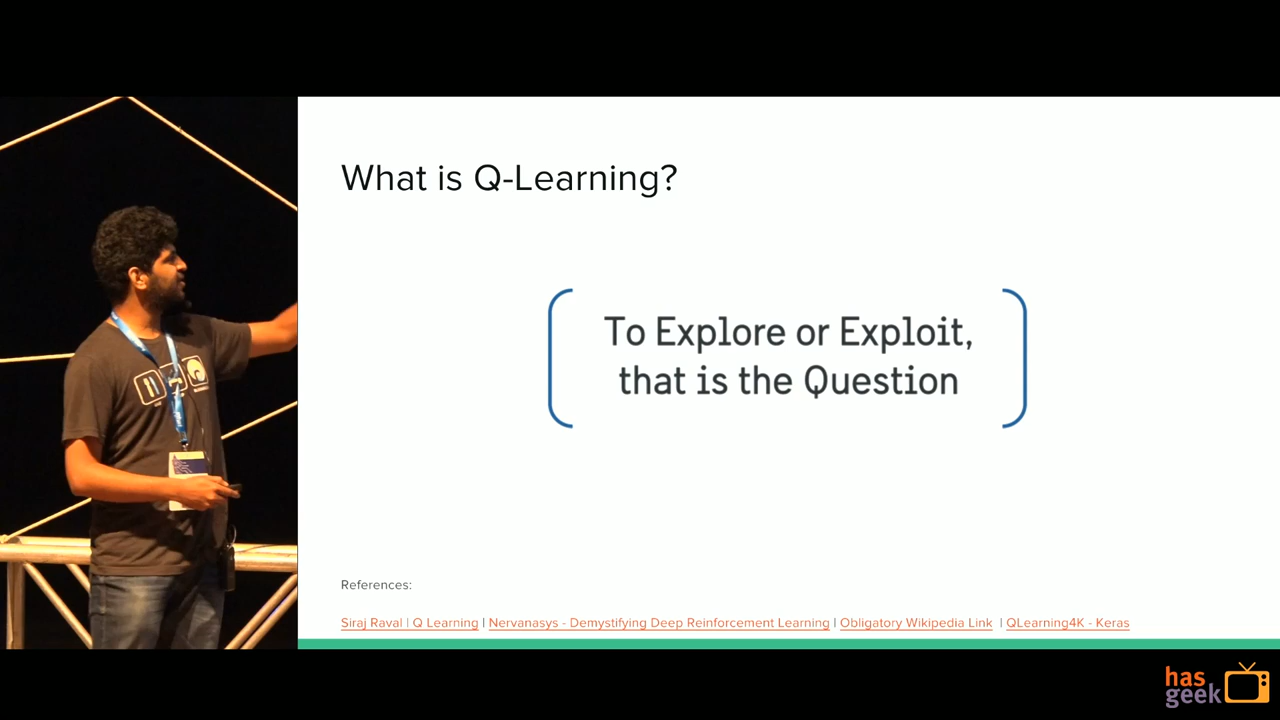 What is Q-Learning?
To Explore or Exploit,
that is the Question
References:
Siraj Raval | Q Learning | Nervanasys - Demystifying Deep Reinforcement Learning | Obligatory Wikipedia Link | QLearning4K - Keras
has
geek